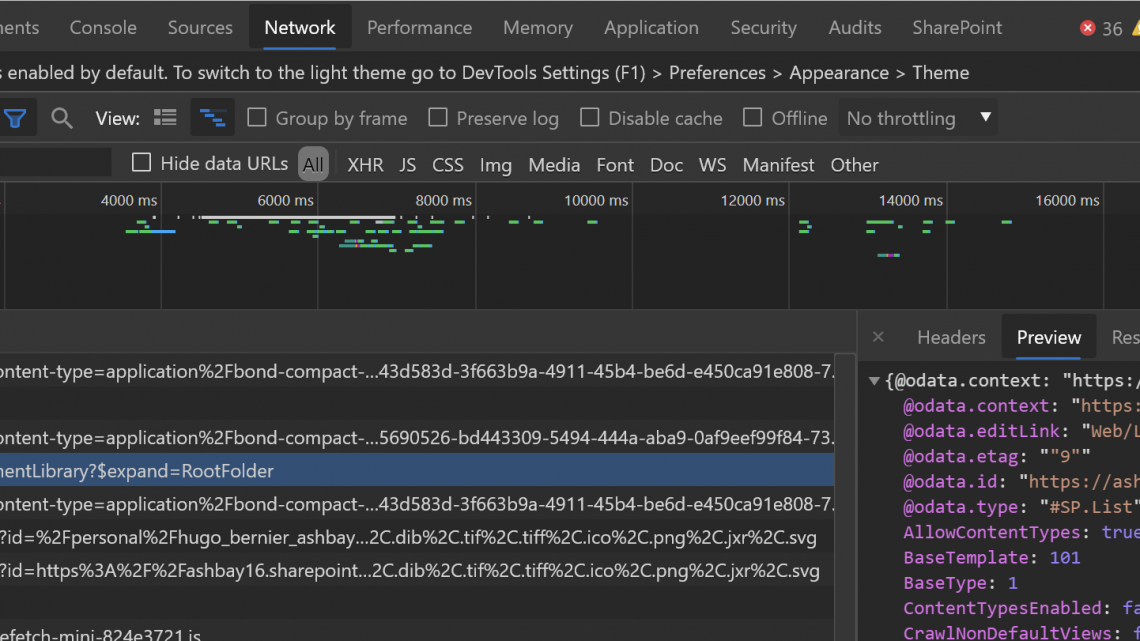 ents Console Sources Network Performance Memory Application Security Audits SharePoint 36
s enabled by default. To switch to the light theme go to DevTools Settings (F1) > Preferences > Appearance > Theme
View: Group by frame Preserve log Disable cache Offline No throttling
Hide data URLs All XHR JS CSS Img Media Font Doc WS Manifest Other
4000 ms 6000 ms 8000 ms 10000 ms 12000 ms 14000 ms 16000 ms
Headers Preview Res
ontent-type=application%2Fbond-compact-...43d583d-3f663b9a-4911-45b4-be6d-e450ca91e808-7.
ontent-type=application%2Fbond-compact-...5690526-bd443309-5494-444a-aba9-0af9eef99f84-73.
mentLibrary?$expand=RootFolder
ontent-type=application%2Fbond-compact-...43d583d-3f663b9a-4911-45b4-be6d-e450ca91e808-7.
?id=%2Fpersonal%2Fhugo_bernier_ashbay...2C.dib%2C.tif%2C.tiff%2C.ico%2C.png%2C.jxr%2C.svg
?id=https%3A%2F%2Fashbay16.sharepoint...2C.dib%2C.tif%2C.tiff%2C.ico%2C.png%2C.jxr%2C.svg
efetch-mini-824e3721.js
{@odata.context: "https:/
@odata.context: "https:
@odata.editLink: "Web/L
@odata.etag: ""9""
@odata.id: "https://ash
@odata.type: "#SP.List"
AllowContentTypes: true
BaseTemplate: 101
BaseType: 1
ContentTypesEnabled: fa
CrawlNonDefaultViews: f